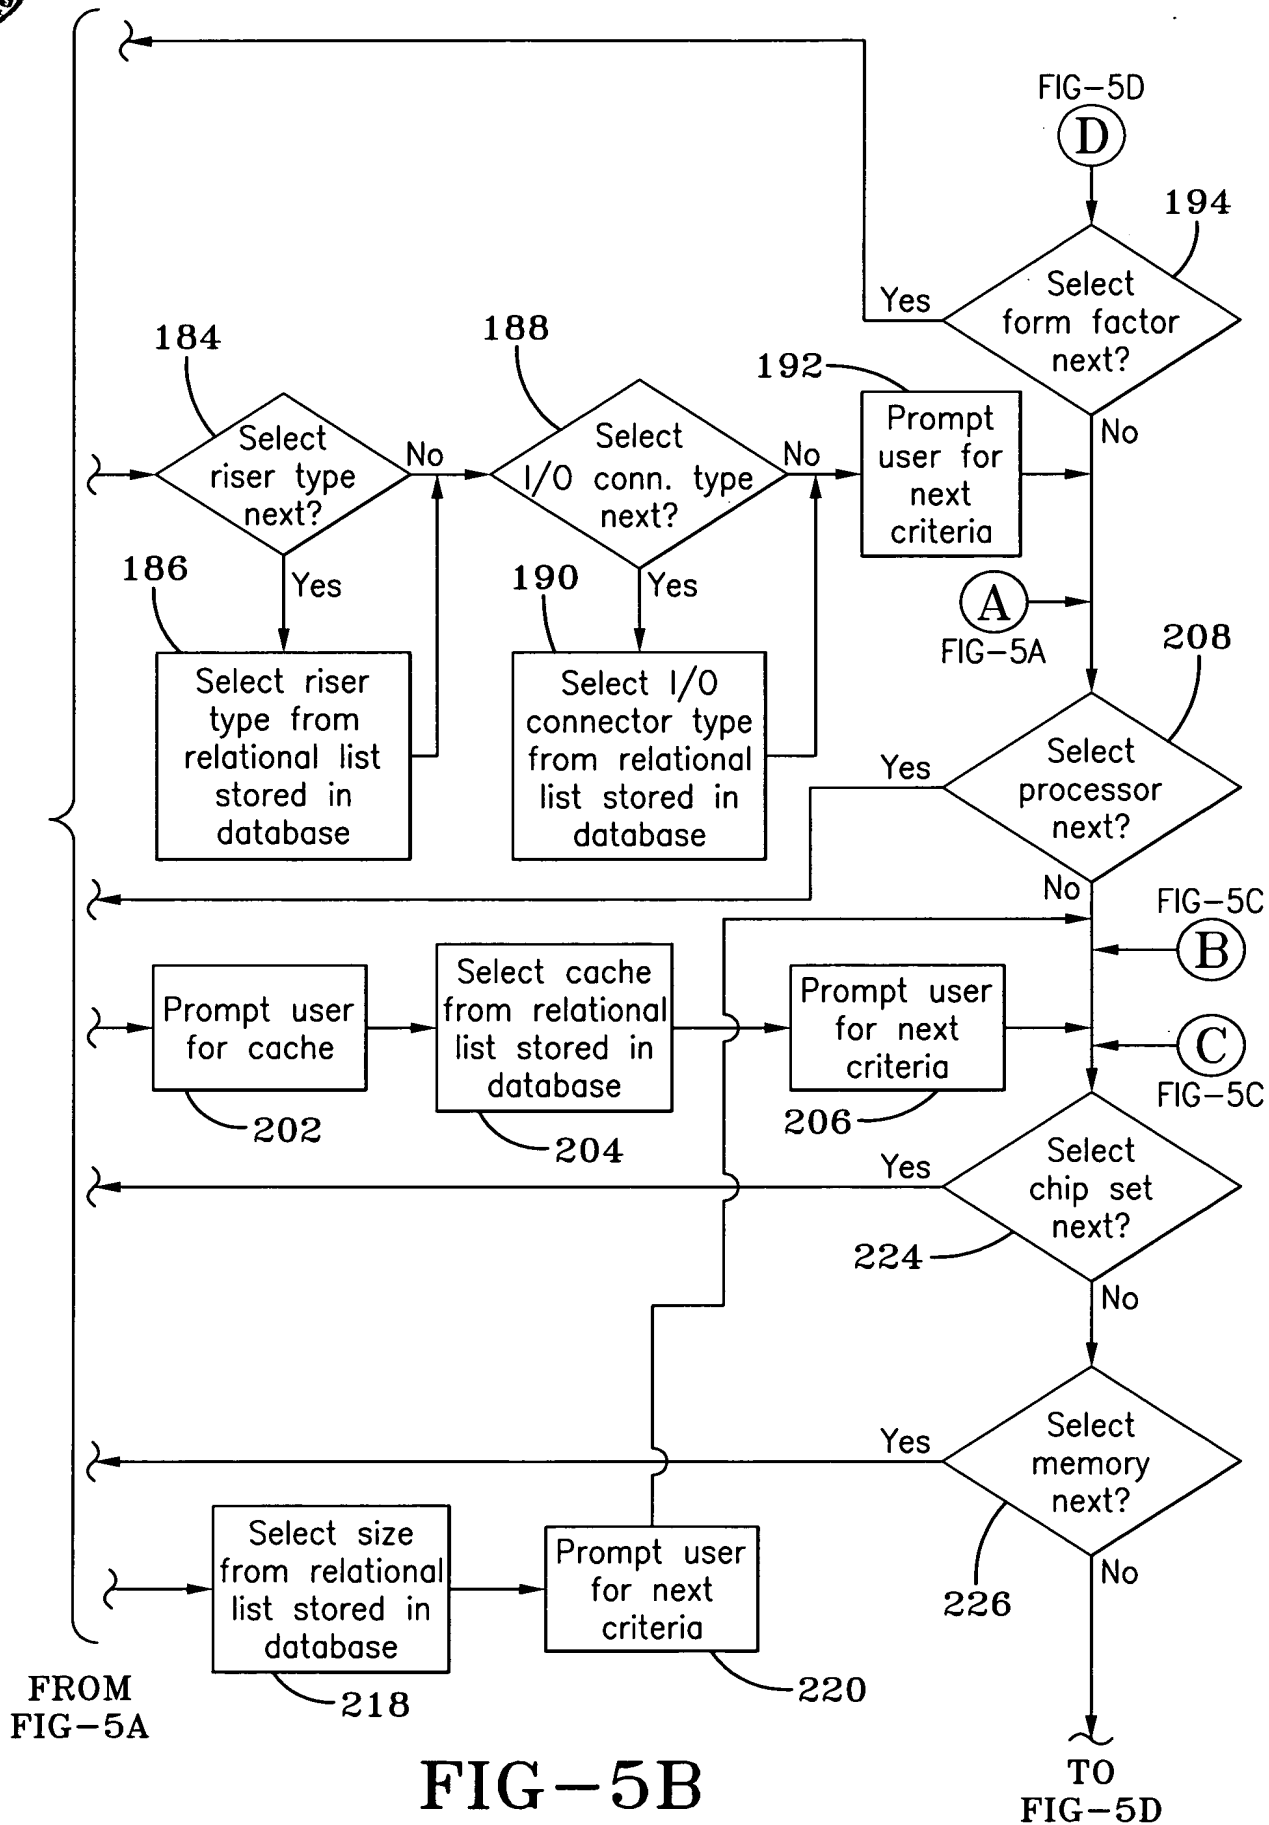 FIG-5D
D
194
Select
form factor
next?
Yes
No
184
Select
riser type
next?
No
Yes
188
Select
I/O conn. type
next?
No
Yes
192
Prompt
user for
next
criteria
186
Select riser
type from
relational list
stored in
database
190
Select I/O
connector type
from relational
list stored in
database
A
FIG-5A
208
Select
processor
next?
Yes
No
FIG-5C
B
Prompt user
for cache
202
Select cache
from relational
list stored in
database
204
Prompt user
for next
criteria
206
C
FIG-5C
Select
chip set
next?
Yes
224
No
Select
memory
next?
Yes
226
No
Select size
from relational
list stored in
database
218
Prompt user
for next
criteria
220
FROM
FIG-5A
TO
FIG-5D
FIG-5B